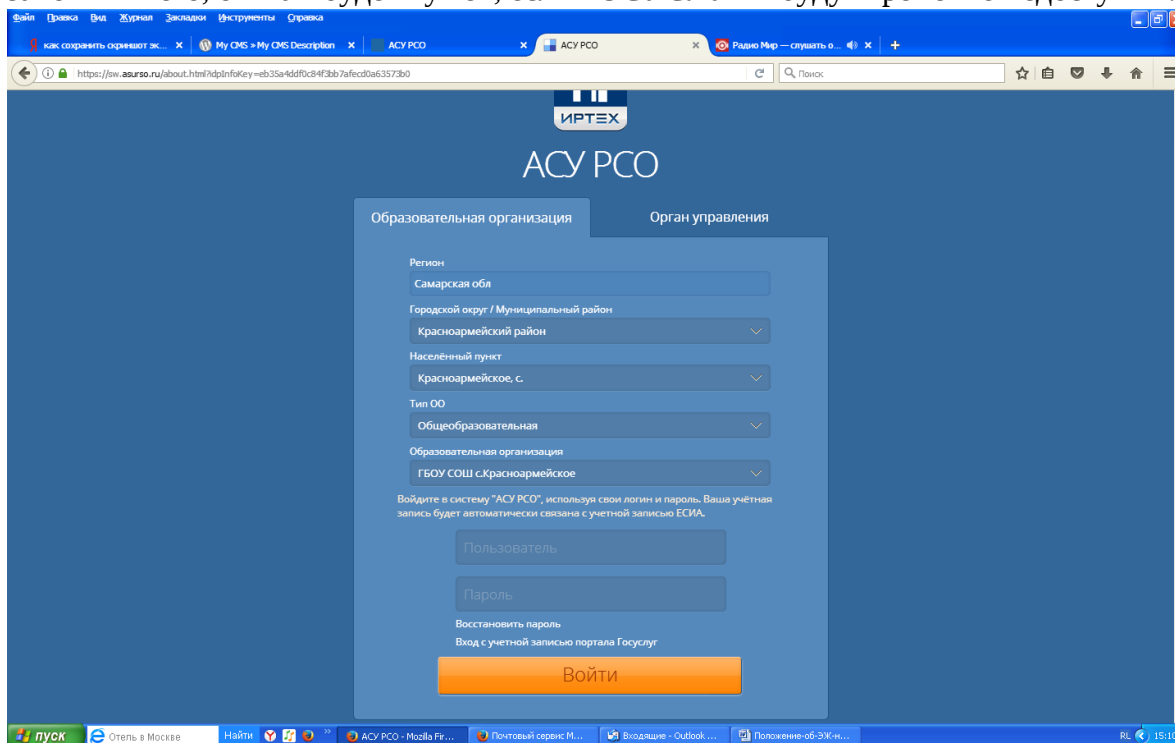 Файл Правка Вид Журнал Закладки Инструменты Справка
как сохранить скриншот эк... My CMS » My CMS Description АСУ РСО АСУ РСО Радио Мир — слушать о...
https://sw.asurso.ru/about.html?idpInfoKey=eb35a4ddf0c84f3bb7afecd0a63573b0 Поиск
ИРТЕХ
АСУ РСО
Образовательная организация Орган управления
Регион
Самарская обл
Городской округ / Муниципальный район
Красноармейский район
Населённый пункт
Красноармейское, с.
Тип ОО
Общеобразовательная
Образовательная организация
ГБОУ СОШ с.Красноармейское
Войдите в систему "АСУ РСО", используя свои логин и пароль. Ваша учётная
запись будет автоматически связана с учетной записью ЕСИА.
Пользователь
Пароль
Восстановить пароль
Вход с учетной записью портала Госуслуг
Войти
пуск Отель в Москве Найти АСУ РСО - Mozilla Fir... Почтовый сервис M... Входящие - Outlook ... Положение-об-ЭЖ-н... RL 15:10